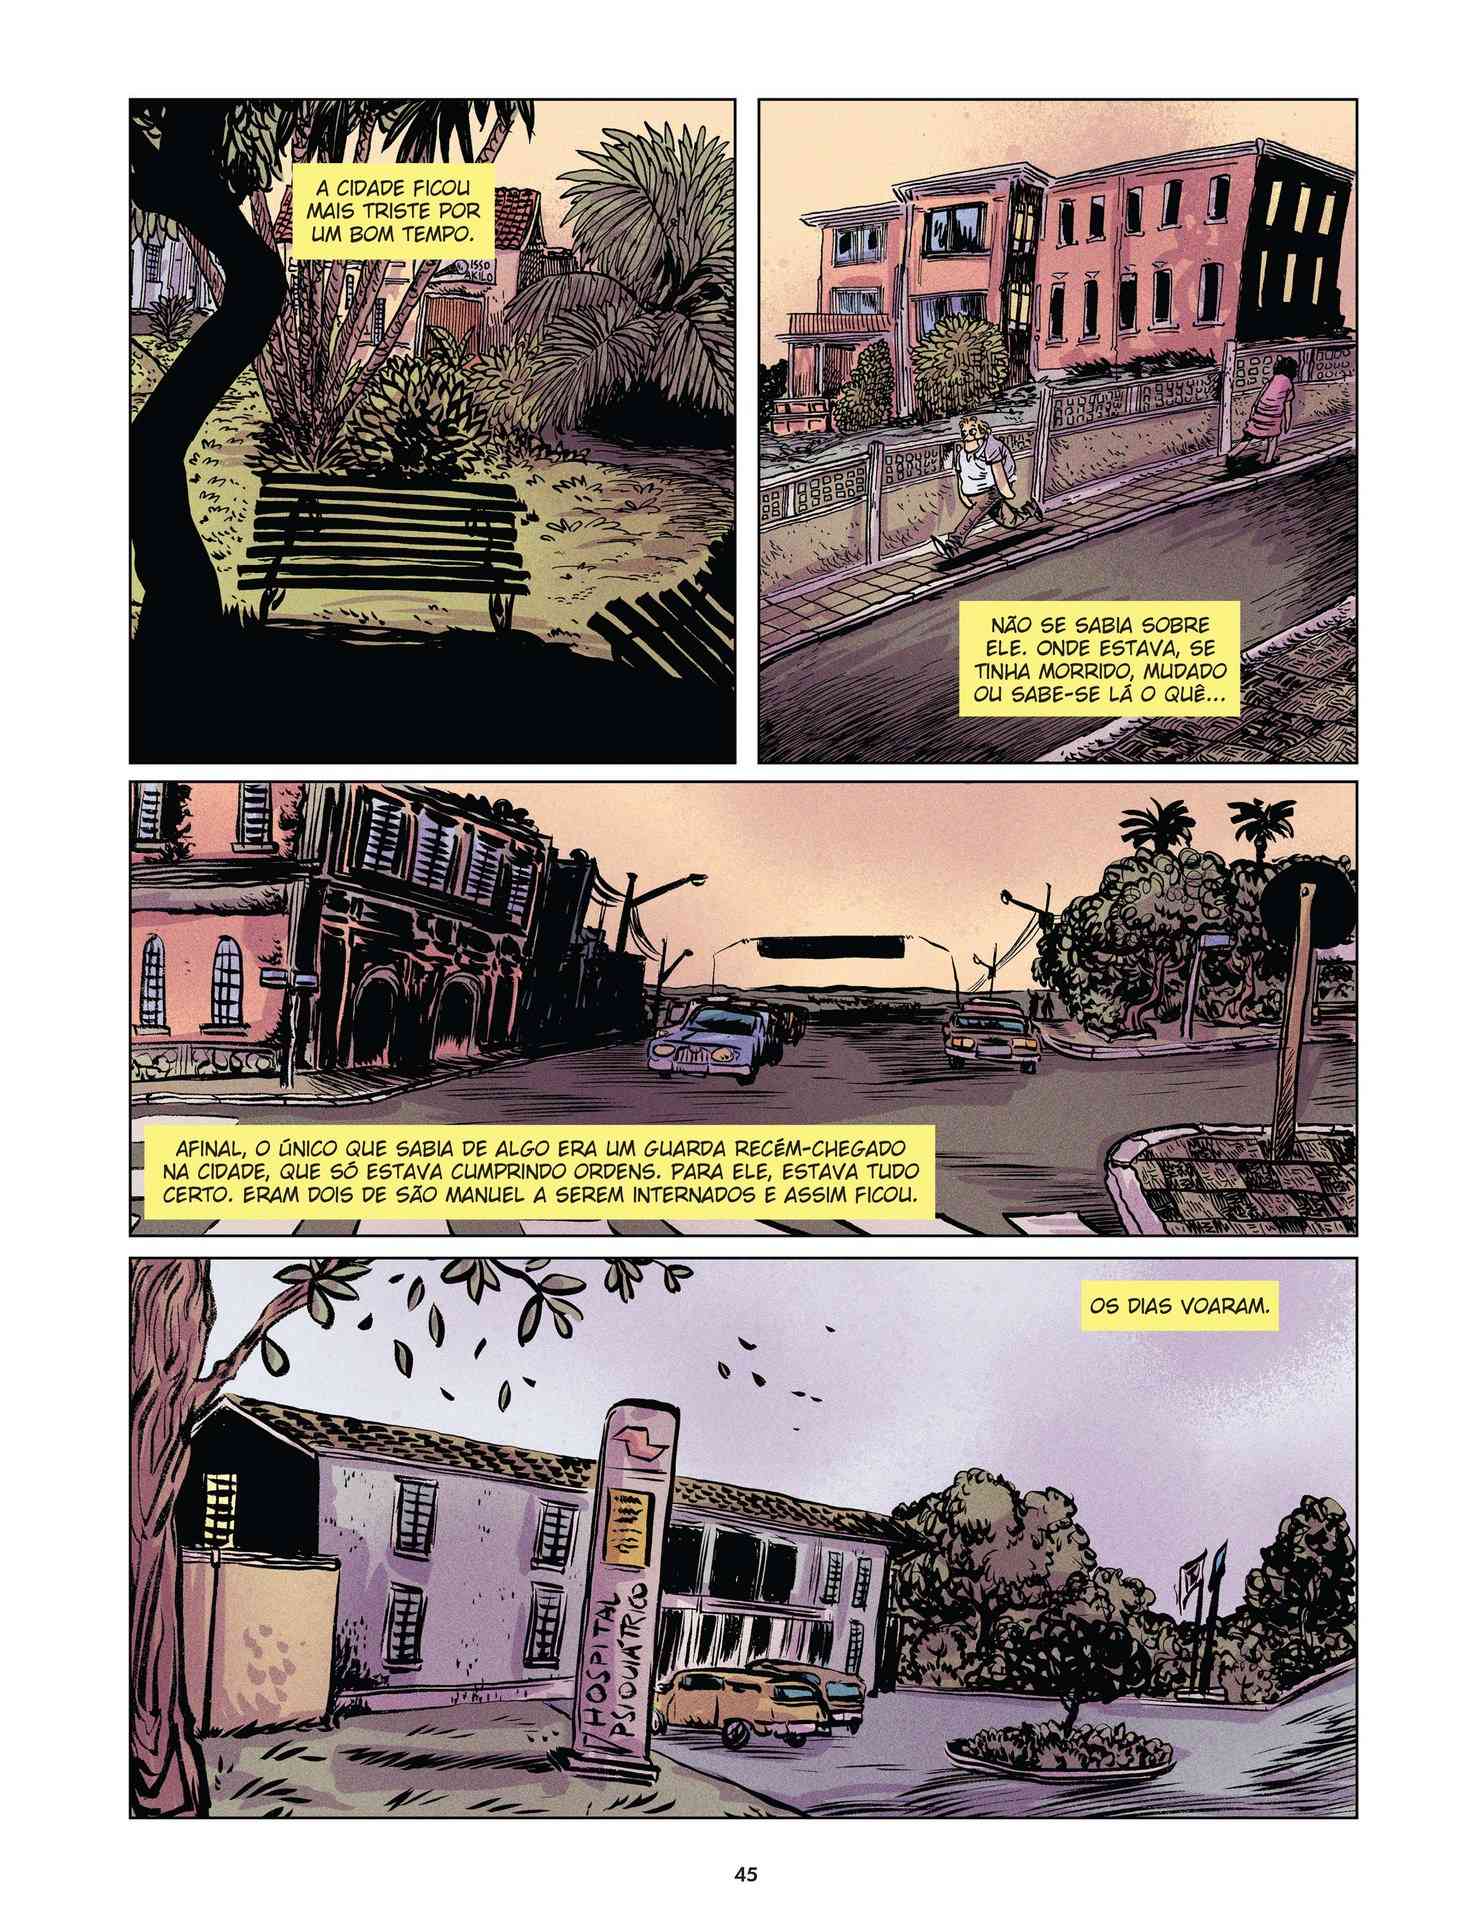 A CIDADE FICOU
MAIS TRISTE POR
UM BOM TEMPO.
ISSO
AKILO
NÃO SE SABIA SOBRE
ELE. ONDE ESTAVA, SE
TINHA MORRIDO, MUDADO
OU SABE-SE LÁ O QUÊ...
AFINAL, O ÚNICO QUE SABIA DE ALGO ERA UM GUARDA RECÉM-CHEGADO
NA CIDADE, QUE SÓ ESTAVA CUMPRINDO ORDENS. PARA ELE, ESTAVA TUDO
CERTO. ERAM DOIS DE SÃO MANUEL A SEREM INTERNADOS E ASSIM FICOU.
OS DIAS VOARAM.
HOSPITAL
PSIQUIÁTRICO
45